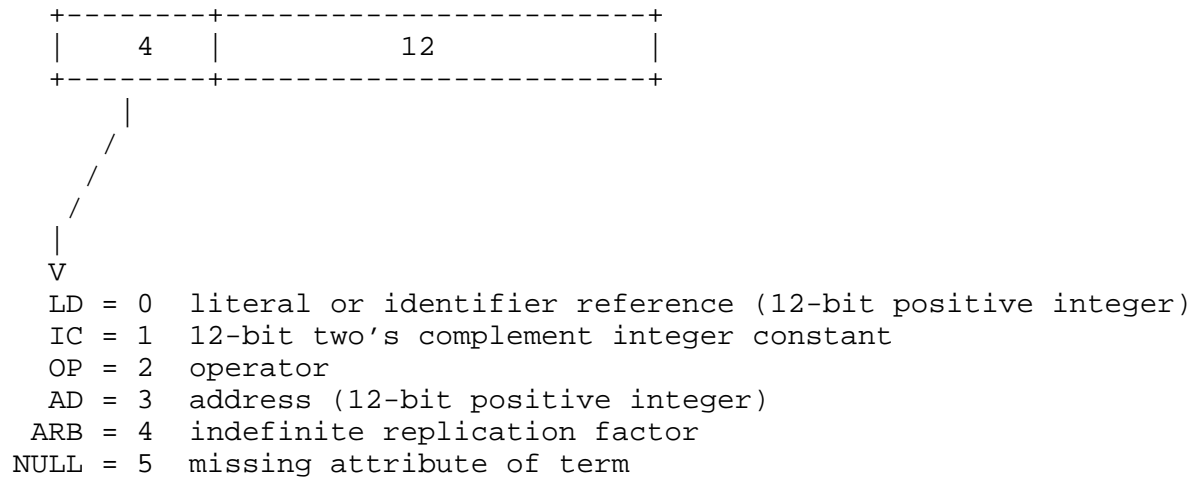 +--------+-----------------------+
|    4   |          12           |
+--------+-----------------------+
|
/
/
/
|
V
LD = 0  literal or identifier reference (12-bit positive integer)
IC = 1  12-bit two's complement integer constant
OP = 2  operator
AD = 3  address (12-bit positive integer)
ARB = 4  indefinite replication factor
NULL = 5  missing attribute of term